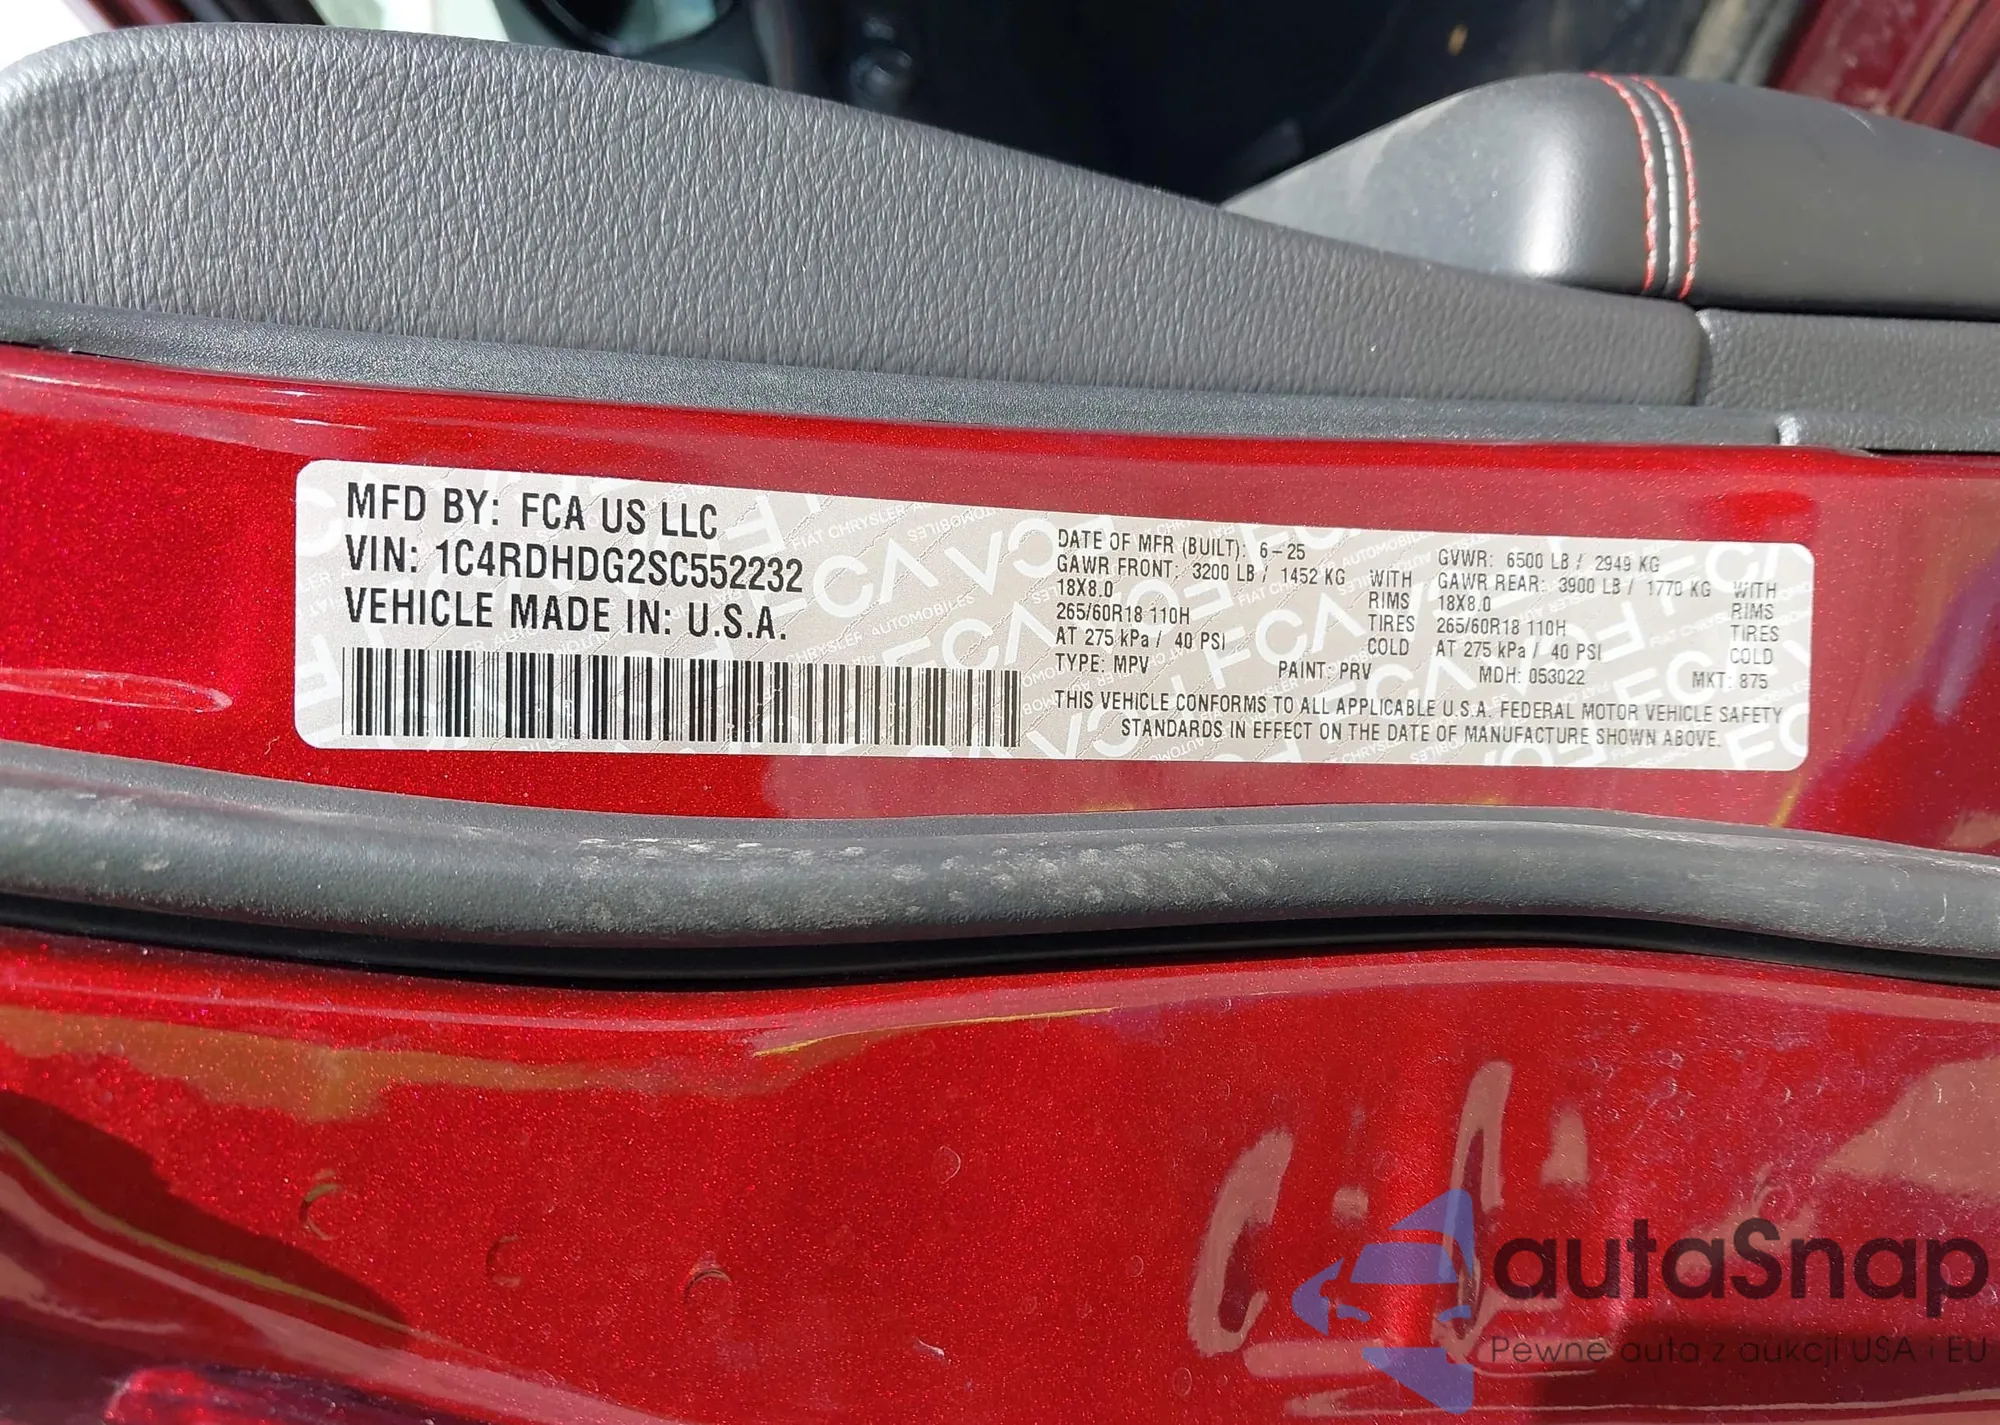 MFD BY: FCA US LLC
VIN: 1C4RDHDG2SC552232
VEHICLE MADE IN: U.S.A.
DATE OF MFR (BUILT): 6-25 GVWR: 6500 LB / 2949 KG
GAWR FRONT: 3200 LB / 1452 KG WITH GAWR REAR: 3900 LB / 1770 KG WITH
18X8.0 RIMS 18X8.0 RIMS
265/60R18 110H TIRES 265/60R18 110H TIRES
AT 275 kPa / 40 PSI COLD AT 275 kPa / 40 PSI COLD
TYPE: MPV PAINT: PRV MDH: 053022 MKT: 875
THIS VEHICLE CONFORMS TO ALL APPLICABLE U.S.A. FEDERAL MOTOR VEHICLE SAFETY
STANDARDS IN EFFECT ON THE DATE OF MANUFACTURE SHOWN ABOVE.
autaSnap
Pewne auta z aukcji USA i EU